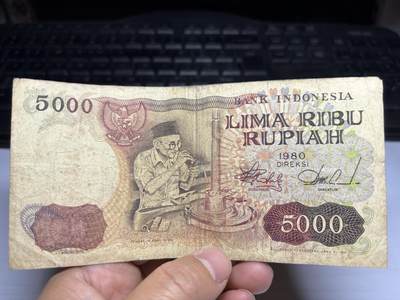 5000
BANK INDONESIA
LIMA RIBU
RUPIAH
1980
DIREKSI
5000